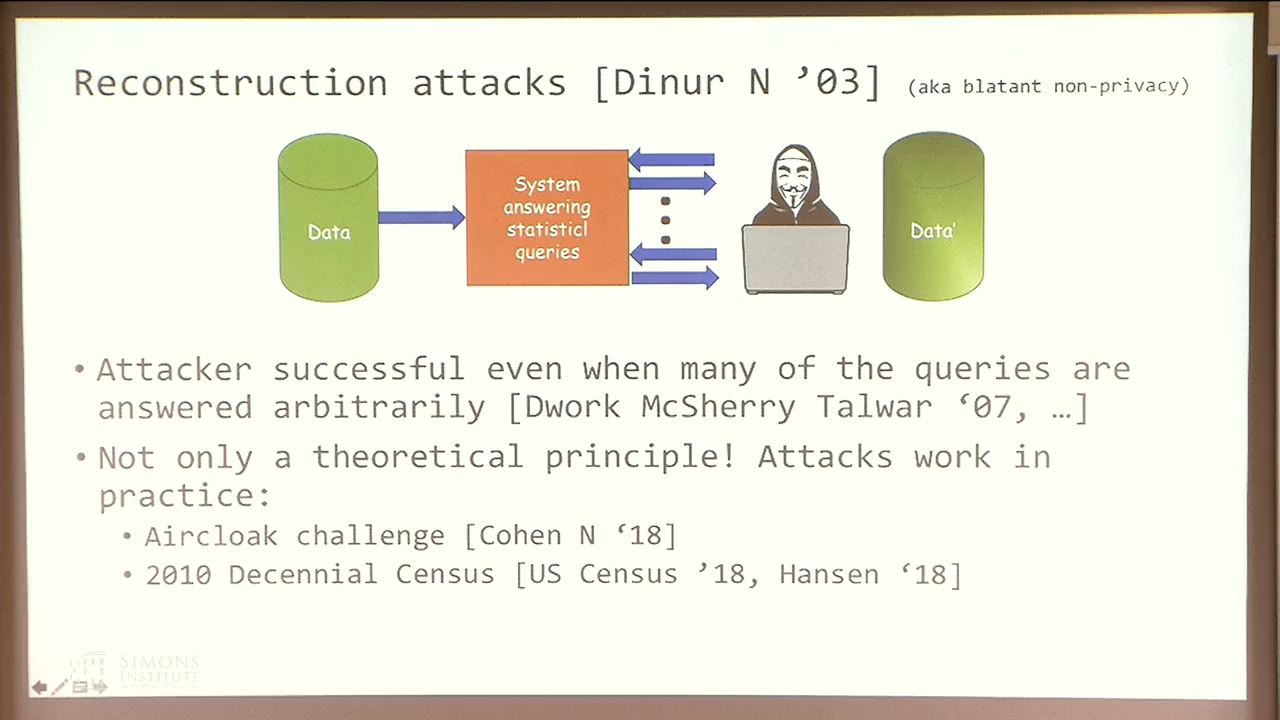 Reconstruction attacks [Dinur N ’03] (aka blatant non-privacy)
Data
System
answering
statisticl
queries
Data'
• Attacker successful even when many of the queries are
answered arbitrarily [Dwork McSherry Talwar ‘07, …]
• Not only a theoretical principle! Attacks work in
practice:
• Aircloak challenge [Cohen N ‘18]
• 2010 Decennial Census [US Census ’18, Hansen ‘18]
SIMONS
INSTITUTE